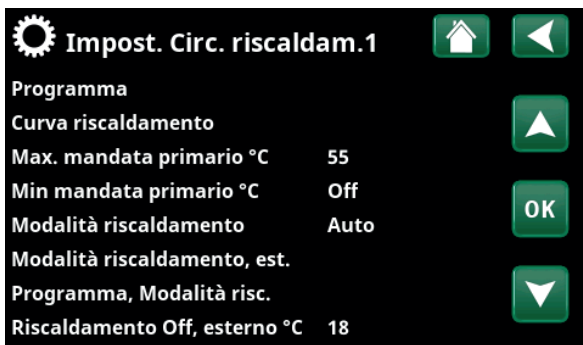 Impost. Circ. riscaldam.1
Programma
Curva riscaldamento
Max. mandata primario °C 55
Min mandata primario °C Off
Modalità riscaldamento Auto
Modalità riscaldamento, est.
Programma, Modalità risc.
Riscaldamento Off, esterno °C 18
OK